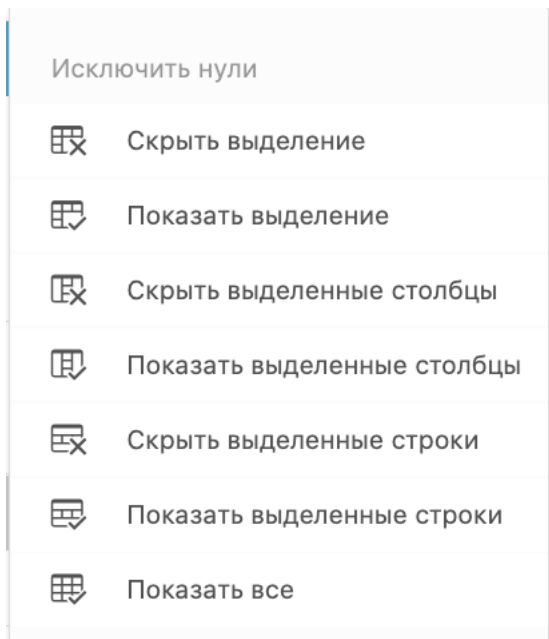 Исключить нули
Скрыть выделение
Показать выделение
Скрыть выделенные столбцы
Показать выделенные столбцы
Скрыть выделенные строки
Показать выделенные строки
Показать все